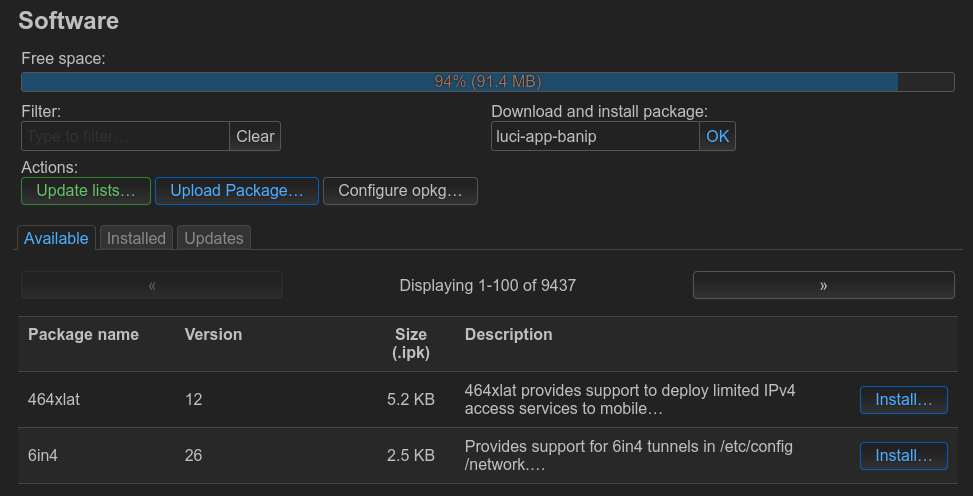 Software
Free space:
94% (91.4 MB)
Filter:
Download and install package:
Type to filter…
Clear
luci-app-banip
OK
Actions:
Update lists…
Upload Package…
Configure opkg…
Available
Installed
Updates
«
Displaying 1-100 of 9437
»
Package name
Version
Size
(.ipk)
Description
464xlat
12
5.2 KB
464xlat provides support to deploy limited IPv4
access services to mobile…
Install…
6in4
26
2.5 KB
Provides support for 6in4 tunnels in /etc/config
/network.…
Install…